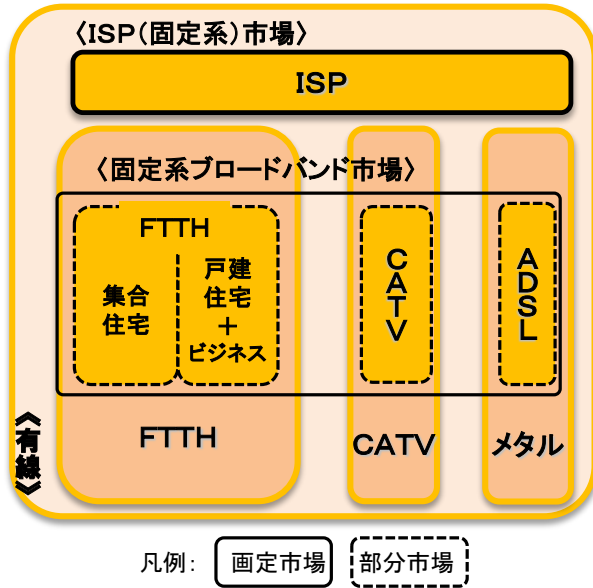 〈ISP(固定系)市場〉
ISP
〈固定系ブロードバンド市場〉
FTTH
集合
住宅
戸建
住宅
＋
ビジネス
CATV
ADSL
FTTH
CATV
メタル
《有線》
凡例：
画定市場
部分市場